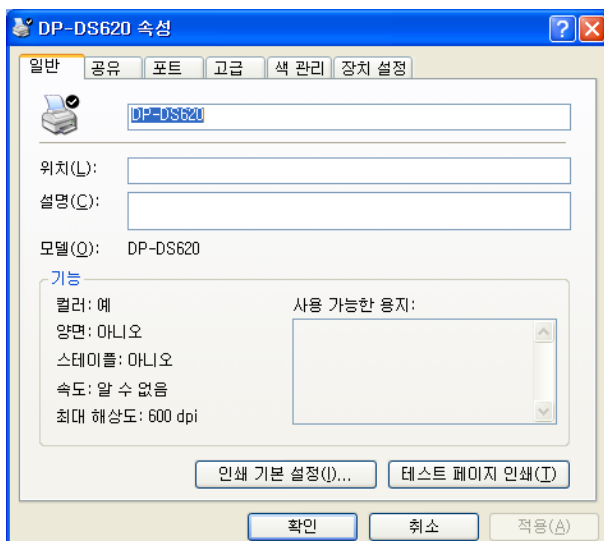 DP-DS620 속성
일반 공유 포트 고급 색 관리 장치 설정
DP-DS620
위치(L):
설명(C):
모델(O): DP-DS620
기능
컬러: 예 사용 가능한 용지:
양면: 아니오
스테이플: 아니오
속도: 알 수 없음
최대 해상도: 600 dpi
인쇄 기본 설정(I)... 테스트 페이지 인쇄(T)
확인 취소 적용(A)